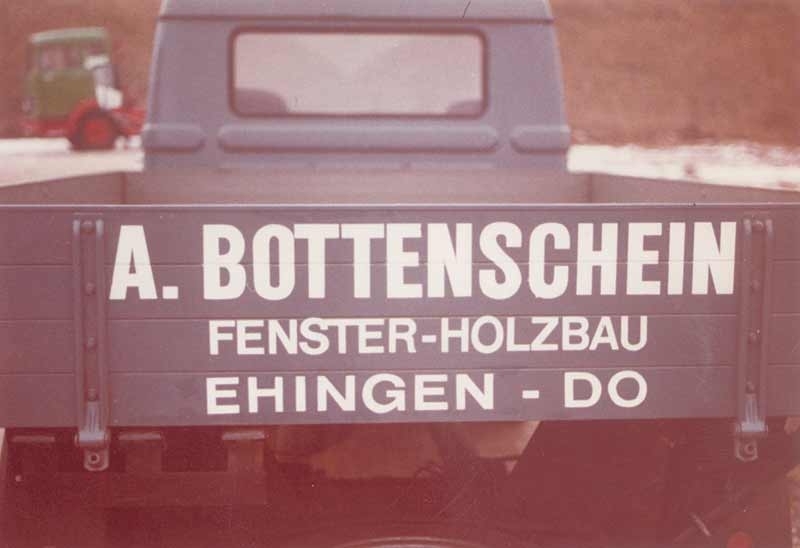 A. BOTTENSCHEIN
FENSTER-HOLZBAU
EHINGEN - DO